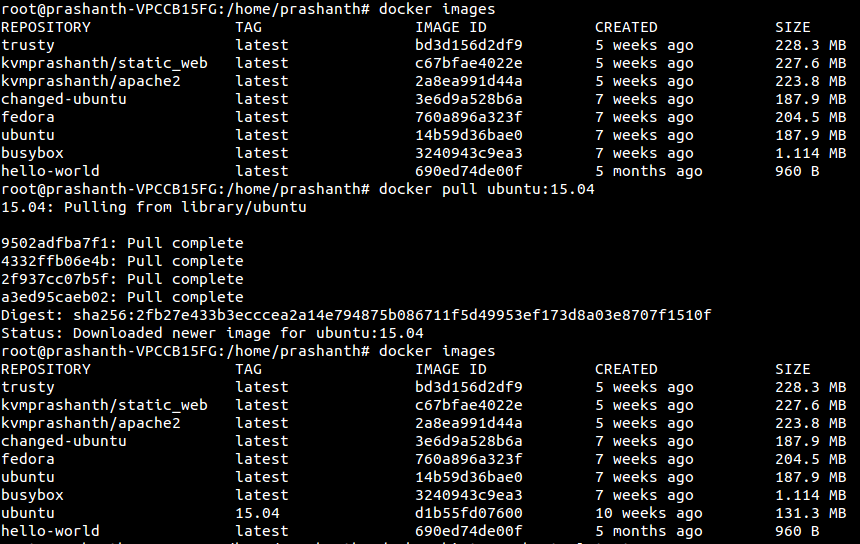 root@prashanth-VPCCB15FG:/home/prashanth# docker images
REPOSITORY TAG IMAGE ID CREATED SIZE
trusty latest bd3d156d2df9 5 weeks ago 228.3 MB
kvmprashanth/static_web latest c67bfae4022e 5 weeks ago 227.6 MB
kvmprashanth/apache2 latest 2a8ea991d44a 5 weeks ago 223.8 MB
changed-ubuntu latest 3e6d9a528b6a 7 weeks ago 187.9 MB
fedora latest 760a896a323f 7 weeks ago 204.5 MB
ubuntu latest 14b59d36bae0 7 weeks ago 187.9 MB
busybox latest 3240943c9ea3 7 weeks ago 1.114 MB
hello-world latest 690ed74de00f 5 months ago 960 B
root@prashanth-VPCCB15FG:/home/prashanth# docker pull ubuntu:15.04
15.04: Pulling from library/ubuntu
9502adfba7f1: Pull complete
4332ffb06e4b: Pull complete
2f937cc07b5f: Pull complete
a3ed95caeb02: Pull complete
Digest: sha256:2fb27e433b3ecccea2a14e794875b086711f5d49953ef173d8a03e8707f1510f
Status: Downloaded newer image for ubuntu:15.04
root@prashanth-VPCCB15FG:/home/prashanth# docker images
REPOSITORY TAG IMAGE ID CREATED SIZE
trusty latest bd3d156d2df9 5 weeks ago 228.3 MB
kvmprashanth/static_web latest c67bfae4022e 5 weeks ago 227.6 MB
kvmprashanth/apache2 latest 2a8ea991d44a 5 weeks ago 223.8 MB
changed-ubuntu latest 3e6d9a528b6a 7 weeks ago 187.9 MB
fedora latest 760a896a323f 7 weeks ago 204.5 MB
ubuntu latest 14b59d36bae0 7 weeks ago 187.9 MB
busybox latest 3240943c9ea3 7 weeks ago 1.114 MB
ubuntu 15.04 d1b55fd07600 10 weeks ago 131.3 MB
hello-world latest 690ed74de00f 5 months ago 960 B